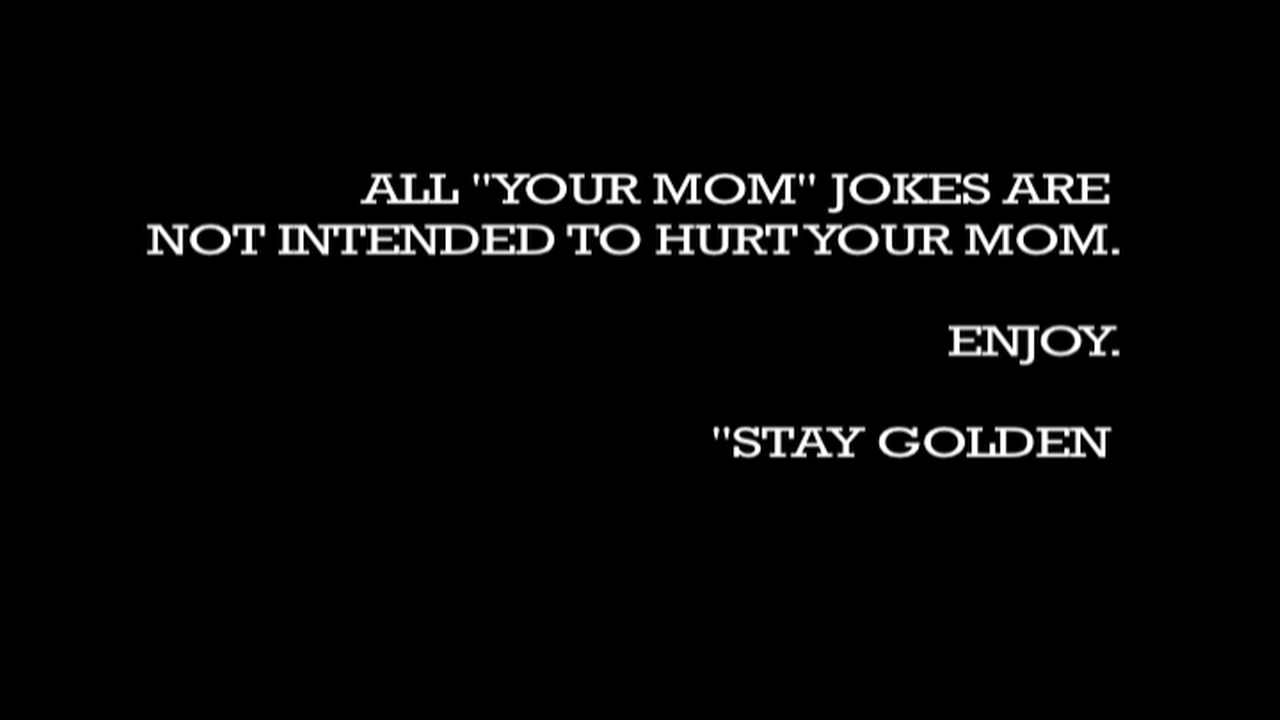 ALL "YOUR MOM" JOKES ARE
NOT INTENDED TO HURT YOUR MOM.
ENJOY.
"STAY GOLDEN